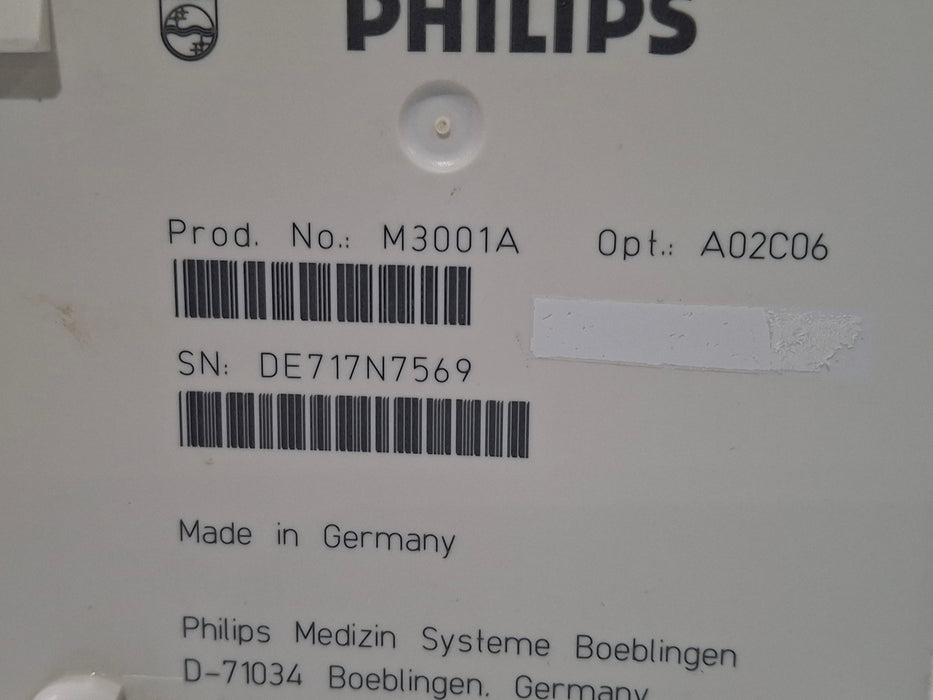 PHILIPS
Prod. No.: M3001A Opt.: A02C06
SN: DE717N7569
Made in Germany
Philips Medizin Systeme Boeblingen
D-71034 Boeblingen, Germany